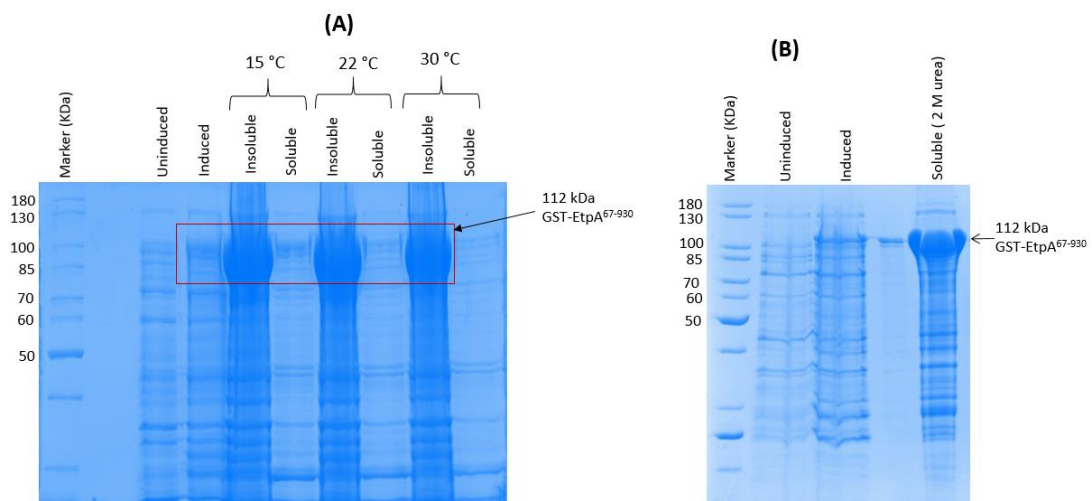 (A)
15 °C
22 °C
30 °C
Marker (KDa)
Uninduced
Induced
Insoluble
Soluble
Insoluble
Soluble
Insoluble
Soluble
180
130
100
85
70
60
50
112 kDa
GST-EtpA67-930
(B)
Marker (KDa)
Uninduced
Induced
Soluble ( 2 M urea)
180
130
100
85
70
60
50
112 kDa
GST-EtpA67-930